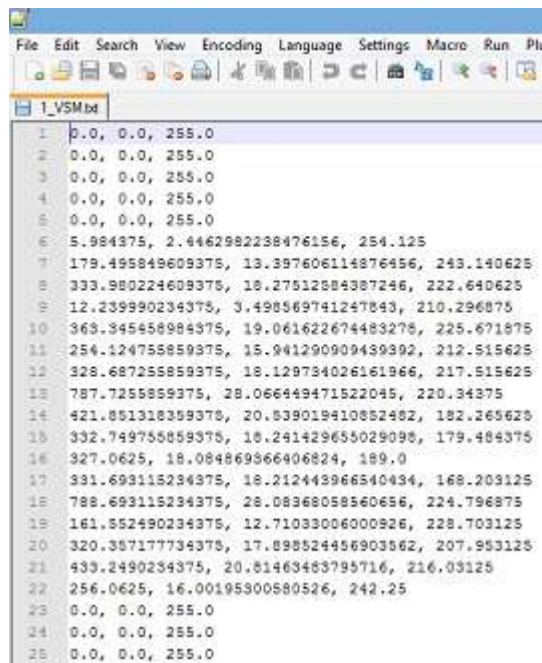 File Edit Search View Encoding Language Settings Macro Run
1_VSM.txt
1 0.0, 0.0, 255.0
2 0.0, 0.0, 255.0
3 0.0, 0.0, 255.0
4 0.0, 0.0, 255.0
5 0.0, 0.0, 255.0
6 5.984375, 2.4462982238476156, 254.125
7 179.495849609375, 13.397606114876456, 243.140625
8 333.980224609375, 18.27512584387246, 222.640625
9 12.239990234375, 3.498569741247843, 210.296875
10 363.345458984375, 19.061622674483278, 225.671875
11 254.124755859375, 15.941290909439392, 212.515625
12 328.687255859375, 18.129734026161966, 217.515625
13 787.7255859375, 28.066449471522045, 220.34375
14 421.851318359375, 20.539019410852482, 182.265625
15 332.749755859375, 18.241429655029098, 179.484375
16 327.0625, 18.084869366406824, 189.0
17 331.693115234375, 18.212443966540434, 168.203125
18 788.693115234375, 28.08368058560656, 224.796875
19 161.552490234375, 12.71033006000926, 228.703125
20 320.357177734375, 17.898524456903562, 207.953125
21 433.2490234375, 20.81463483795716, 216.03125
22 256.0625, 16.00195300580526, 242.25
23 0.0, 0.0, 255.0
24 0.0, 0.0, 255.0
25 0.0, 0.0, 255.0